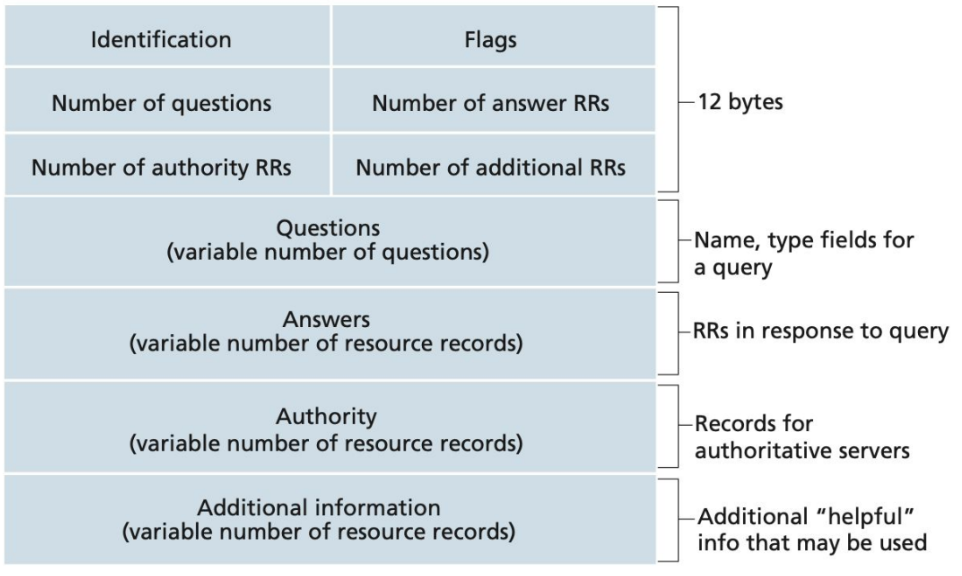 Identification
Flags
Number of questions
Number of answer RRs
12 bytes
Number of authority RRs
Number of additional RRs
Questions
(variable number of questions)
Name, type fields for
a query
Answers
(variable number of resource records)
RRs in response to query
Authority
(variable number of resource records)
Records for
authoritative servers
Additional information
(variable number of resource records)
Additional “helpful”
info that may be used